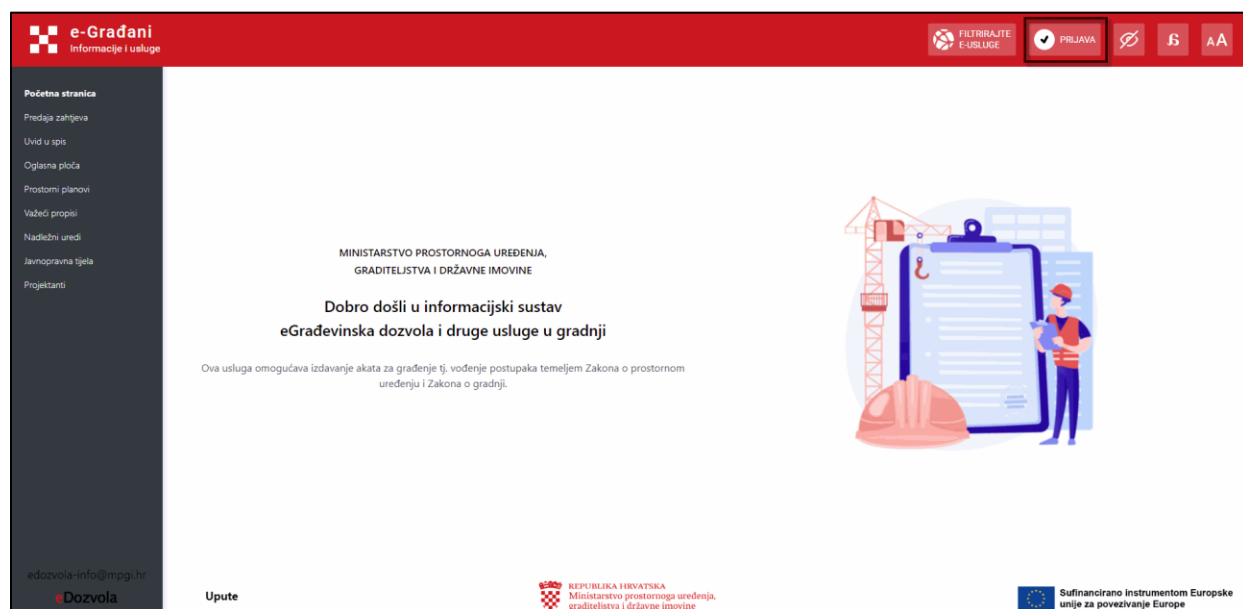 e-Građani
Informacije i usluge
FILTRIRAJTE
E-USLUGE
PRIJAVA
AA
Početna stranica
Predaja zahtjeva
Uvid u spis
Oglasna ploča
Prostorni planovi
Važeći propisi
Nadležni uredi
Javnopravna tijela
Projektanti
MINISTARSTVO PROSTORNOGA UREĐENJA,
GRADITELJSTVA I DRŽAVNE IMOVINE
Dobro došli u informacijski sustav
eGrađevinska dozvola i druge usluge u gradnji
Ova usluga omogućava izdavanje akata za građenje tj. vođenje postupaka temeljem Zakona o prostornom
uređenju i Zakona o gradnji.
edozvola-info@mpgi.hr
eDozvola
Upute
REPUBLIKA HRVATSKA
Ministarstvo prostornoga uređenja,
graditeljstva i državne imovine
Sufinancirano instrumentom Europske
unije za povezivanje Europe